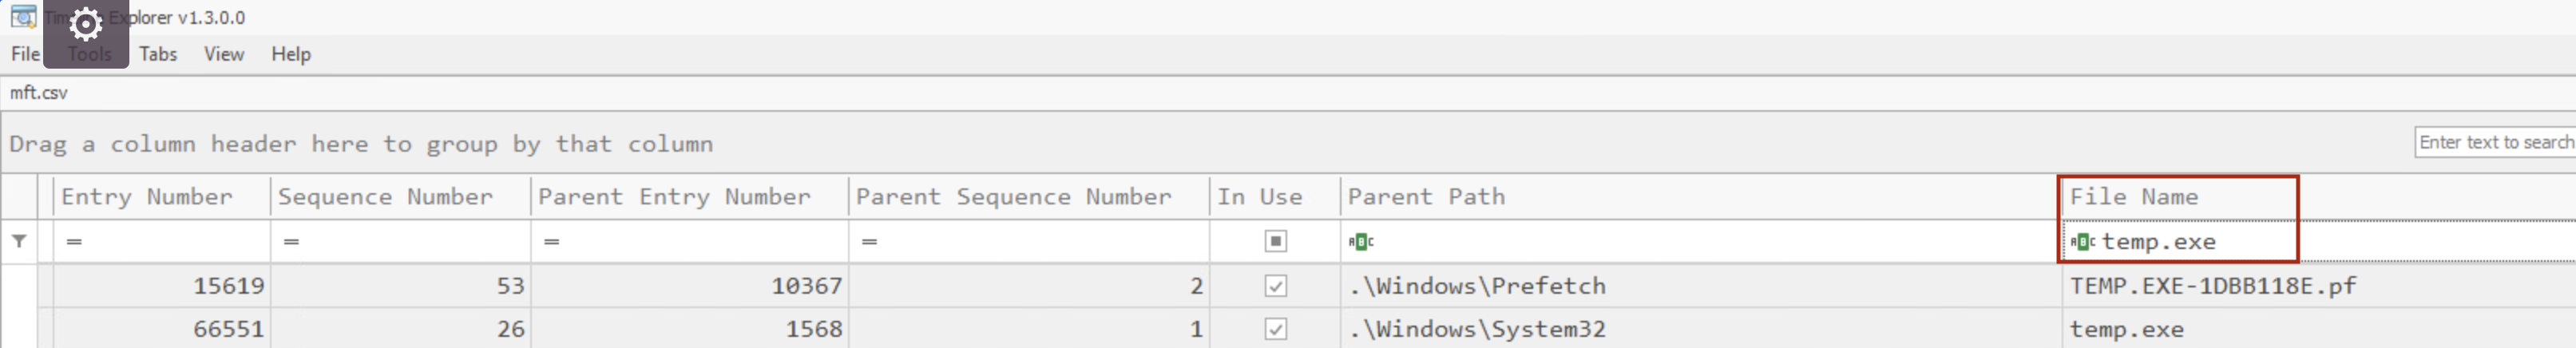 Explorer v1.3.0.0
File Tools Tabs View Help
mft.csv
Drag a column header here to group by that column
Enter text to search
Entry Number Sequence Number Parent Entry Number Parent Sequence Number In Use Parent Path File Name
= = = = ABC ABC temp.exe
15619 53 10367 2 .\Windows\Prefetch TEMP.EXE-1DBB118E.pf
66551 26 1568 1 .\Windows\System32 temp.exe